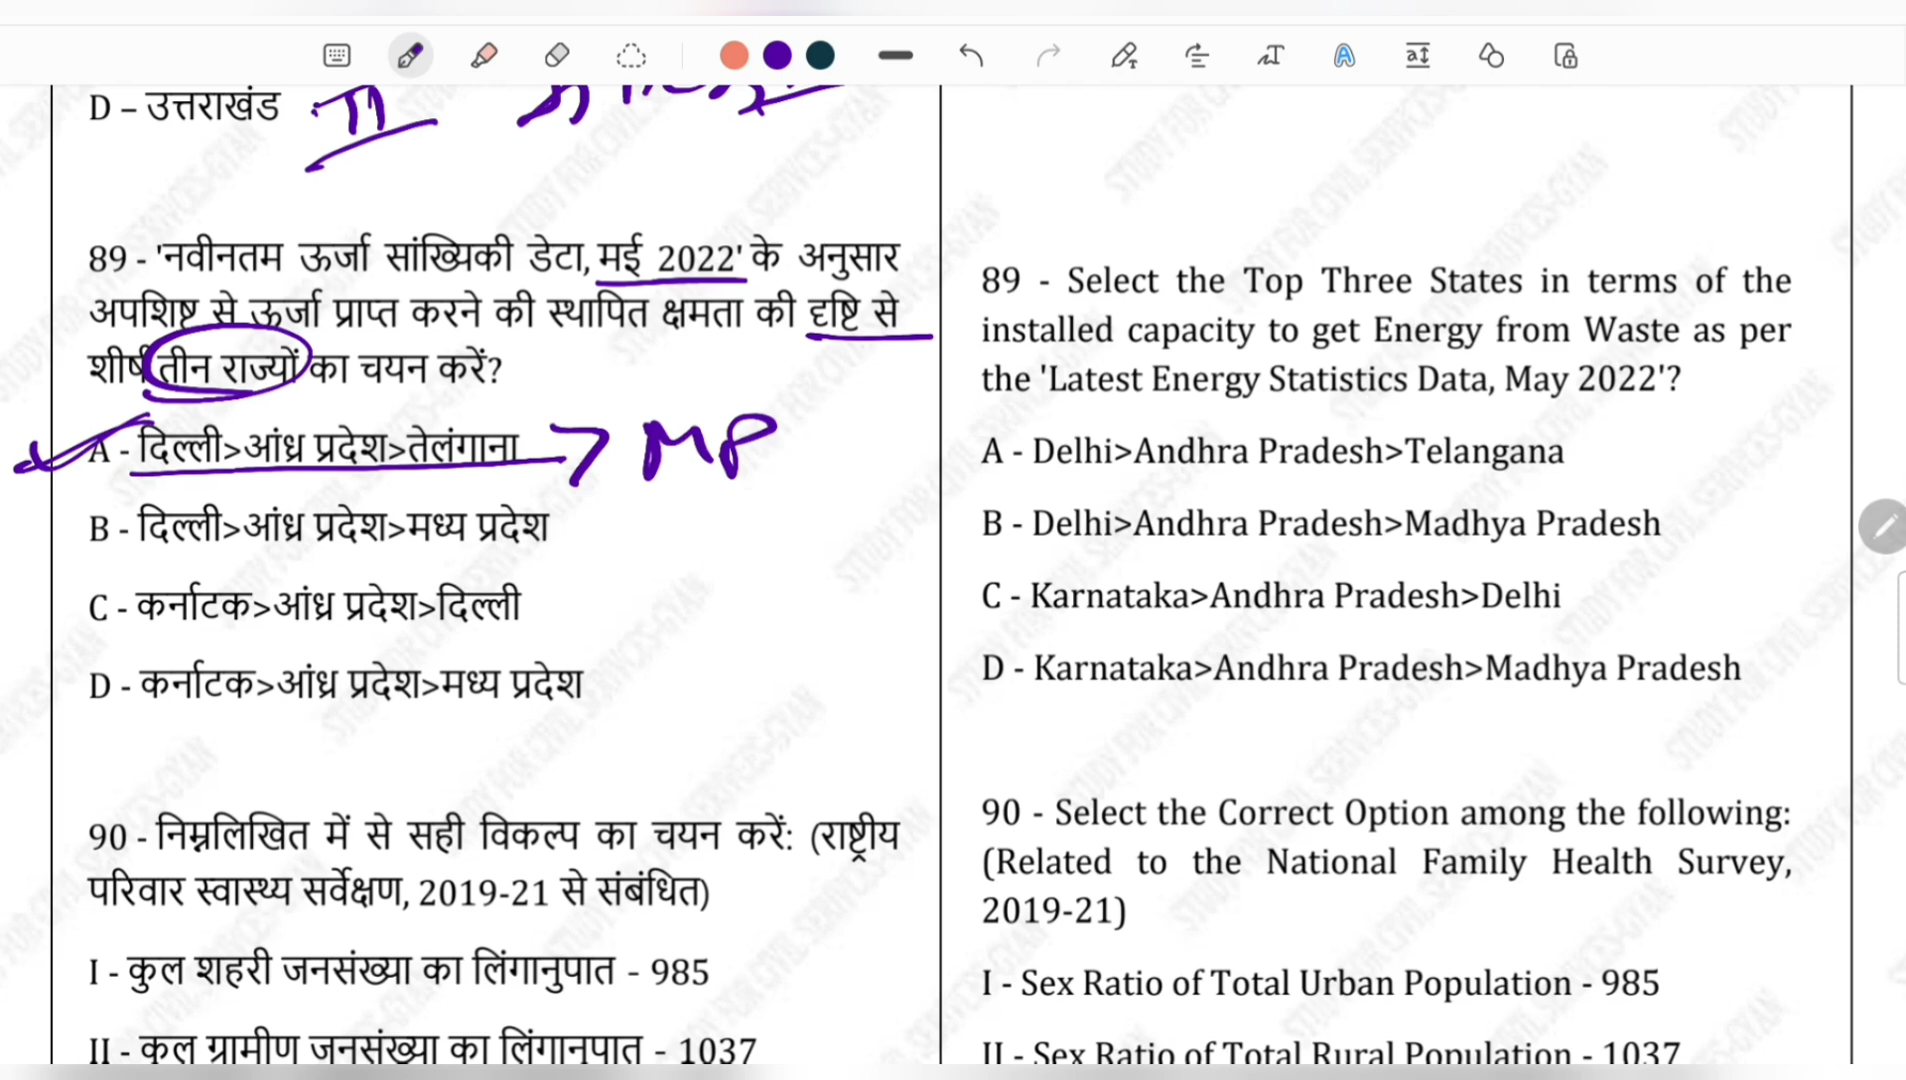 D – उत्तराखंड
89 - 'नवीनतम ऊर्जा सांख्यिकी डेटा, मई 2022' के अनुसार
अपशिष्ट से ऊर्जा प्राप्त करने की स्थापित क्षमता की दृष्टि से
शीर्ष तीन राज्यों का चयन करें?
A - दिल्ली>आंध्र प्रदेश>तेलंगाना > MP
B - दिल्ली>आंध्र प्रदेश>मध्य प्रदेश
C - कर्नाटक>आंध्र प्रदेश>दिल्ली
D - कर्नाटक>आंध्र प्रदेश>मध्य प्रदेश
90 - निम्नलिखित में से सही विकल्प का चयन करें: (राष्ट्रीय
परिवार स्वास्थ्य सर्वेक्षण, 2019-21 से संबंधित)
I - कुल शहरी जनसंख्या का लिंगानुपात - 985
II - कुल ग्रामीण जनसंख्या का लिंगानुपात - 1037
89 - Select the Top Three States in terms of the
installed capacity to get Energy from Waste as per
the 'Latest Energy Statistics Data, May 2022'?
A - Delhi>Andhra Pradesh>Telangana
B - Delhi>Andhra Pradesh>Madhya Pradesh
C - Karnataka>Andhra Pradesh>Delhi
D - Karnataka>Andhra Pradesh>Madhya Pradesh
90 - Select the Correct Option among the following:
(Related to the National Family Health Survey,
2019-21)
I - Sex Ratio of Total Urban Population - 985
II - Sex Ratio of Total Rural Population - 1037
STUDY FOR CIVIL SERVICES-GYAN